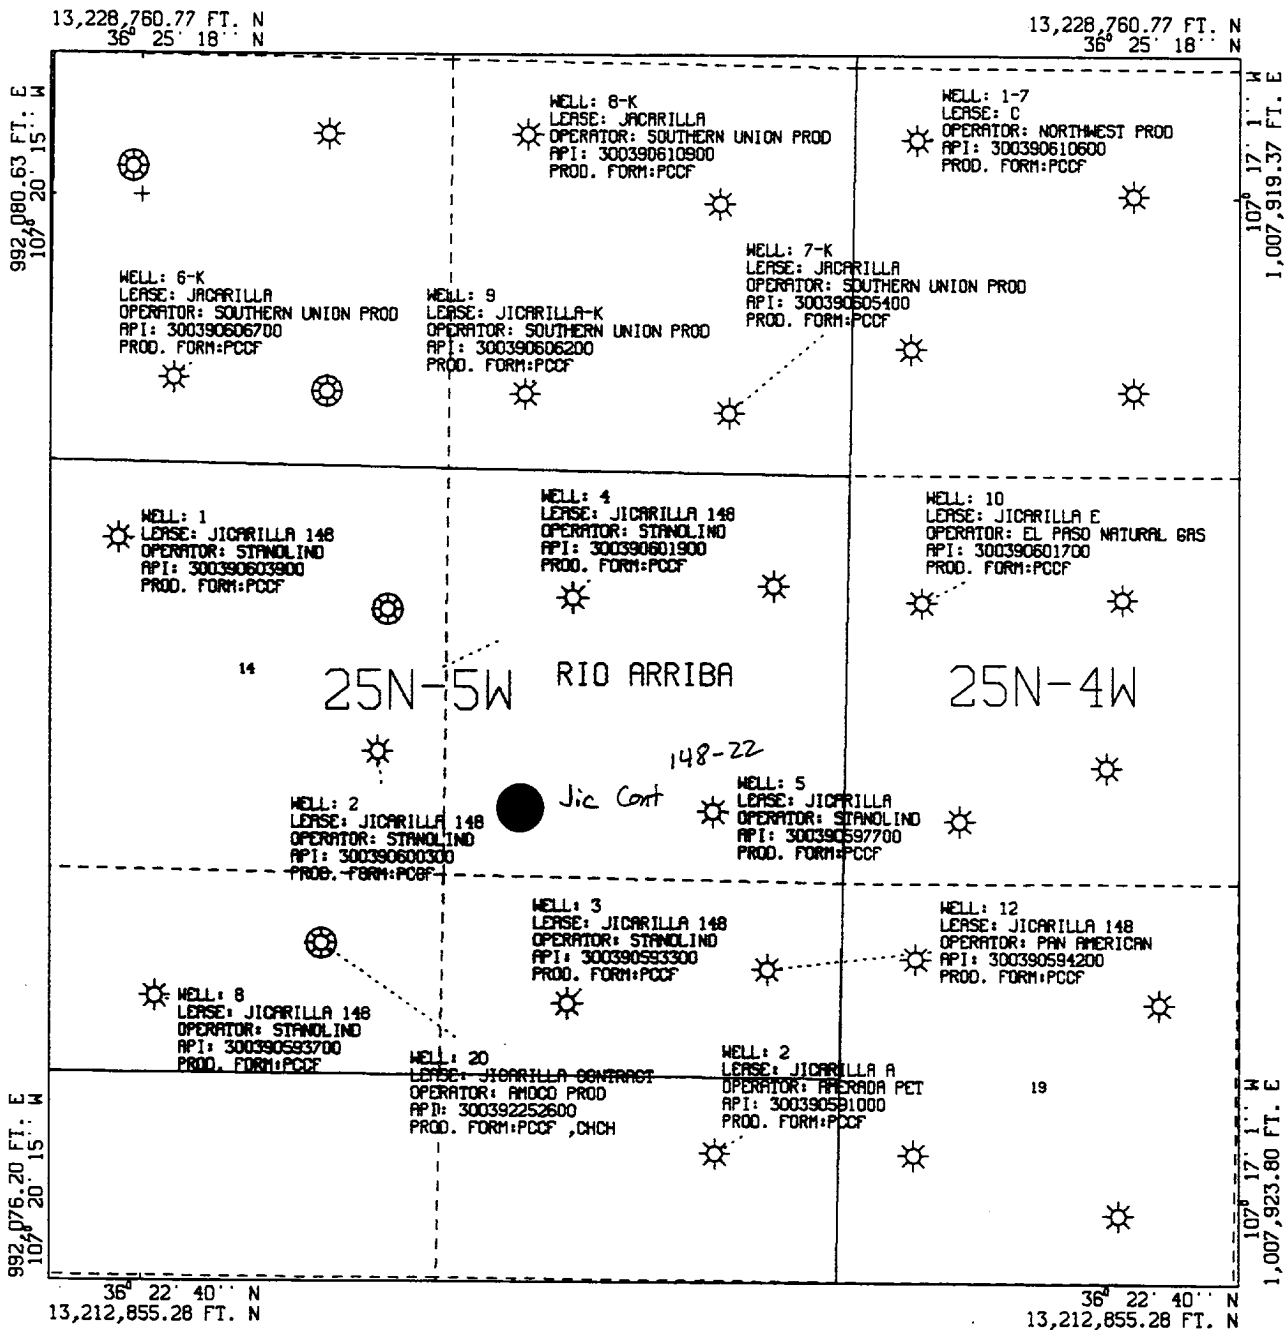 13,228,760.77 FT. N
36° 25' 18'' N
13,228,760.77 FT. N
36° 25' 18'' N
992,080.63 FT. E
107° 20' 15'' W
107° 17' 1'' W
1,007,919.37 FT. E
WELL: 8-K
LEASE: JACARILLA
OPERATOR: SOUTHERN UNION PROD
API: 300390610900
PROD. FORM:PCCF
WELL: 1-7
LEASE: C
OPERATOR: NORTHWEST PROD
API: 300390610600
PROD. FORM:PCCF
WELL: 6-K
LEASE: JACARILLA
OPERATOR: SOUTHERN UNION PROD
API: 300390606700
PROD. FORM:PCCF
WELL: 9
LEASE: JICARILLA-K
OPERATOR: SOUTHERN UNION PROD
API: 300390606200
PROD. FORM:PCCF
WELL: 7-K
LEASE: JACARILLA
OPERATOR: SOUTHERN UNION PROD
API: 300390605400
PROD. FORM:PCCF
WELL: 1
LEASE: JICARILLA 148
OPERATOR: STANOLIND
API: 300390603900
PROD. FORM:PCCF
WELL: 4
LEASE: JICARILLA 148
OPERATOR: STANOLIND
API: 300390601900
PROD. FORM:PCCF
WELL: 10
LEASE: JICARILLA E
OPERATOR: EL PASO NATURAL GAS
API: 300390601700
PROD. FORM:PCCF
14
25N-5W
RIO ARRIBA
25N-4W
148-22
Jic Cont
WELL: 2
LEASE: JICARILLA 148
OPERATOR: STANOLIND
API: 300390600300
PROD. FORM:PCCF
WELL: 5
LEASE: JICARILLA
OPERATOR: STANOLIND
API: 300390597700
PROD. FORM:PCCF
WELL: 3
LEASE: JICARILLA 148
OPERATOR: STANOLIND
API: 300390593300
PROD. FORM:PCCF
WELL: 12
LEASE: JICARILLA 148
OPERATOR: PAN AMERICAN
API: 300390594200
PROD. FORM:PCCF
WELL: 8
LEASE: JICARILLA 148
OPERATOR: STANOLIND
API: 300390593700
PROD. FORM:PCCF
WELL: 20
LEASE: JICARILLA CONTRACT
OPERATOR: AMOCO PROD
API: 300392252600
PROD. FORM:PCCF ,CHCH
WELL: 2
LEASE: JICARILLA A
OPERATOR: AMERADA PET
API: 300390591000
PROD. FORM:PCCF
19
992,076.20 FT. E
107° 20' 15'' W
107° 17' 1'' W
1,007,923.80 FT. E
36° 22' 40'' N
13,212,855.28 FT. N
36° 22' 40'' N
13,212,855.28 FT. N